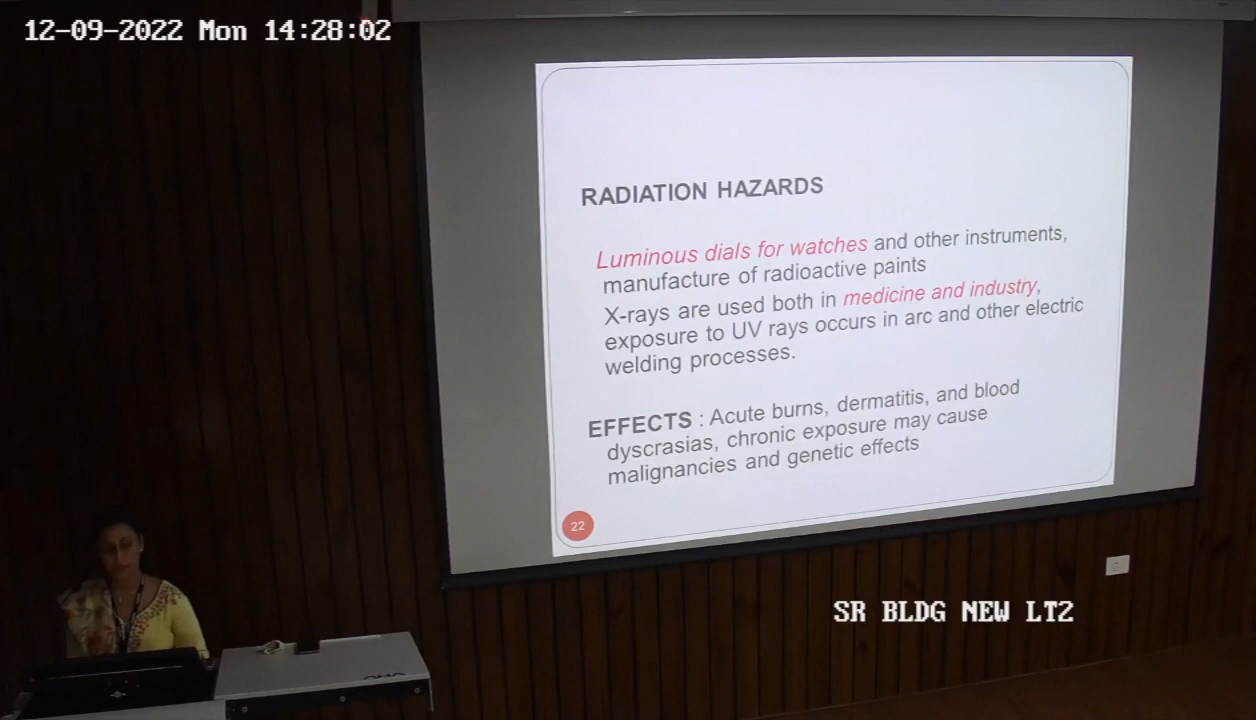 12-09-2022 Mon 14:28:02
RADIATION HAZARDS
Luminous dials for watches and other instruments,
manufacture of radioactive paints
X-rays are used both in medicine and industry,
exposure to UV rays occurs in arc and other electric
welding processes.
EFFECTS : Acute burns, dermatitis, and blood
dyscrasias, chronic exposure may cause
malignancies and genetic effects
22
SR BLDG NEW LT2